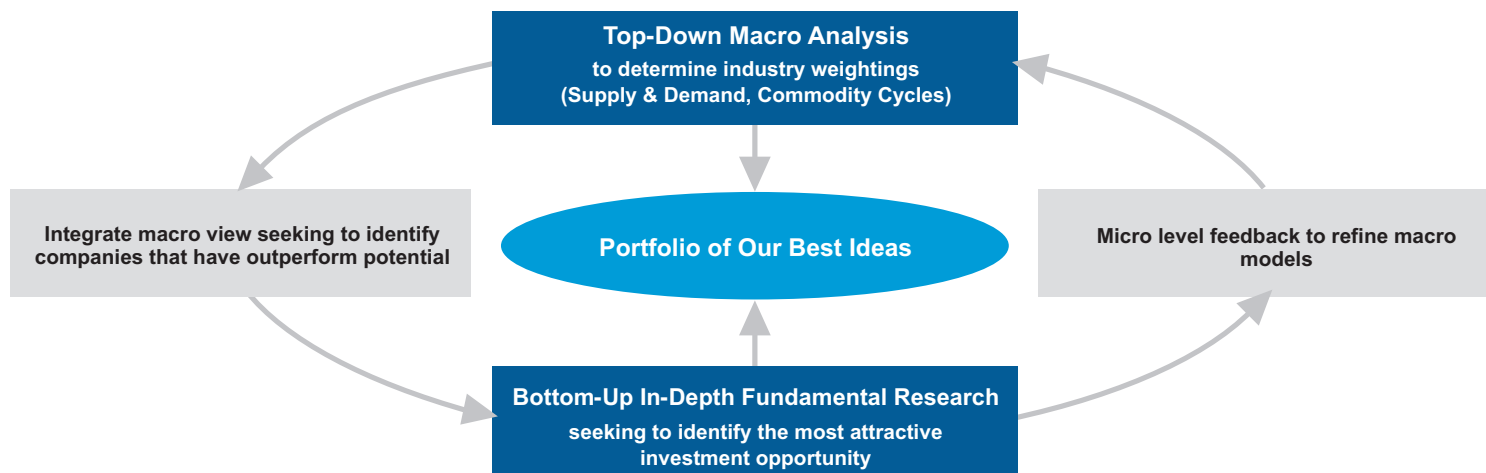 Top-Down Macro Analysis
to determine industry weightings
(Supply & Demand, Commodity Cycles)
Integrate macro view seeking to identify
companies that have outperform potential
Portfolio of Our Best Ideas
Micro level feedback to refine macro
models
Bottom-Up In-Depth Fundamental Research
seeking to identify the most attractive
investment opportunity